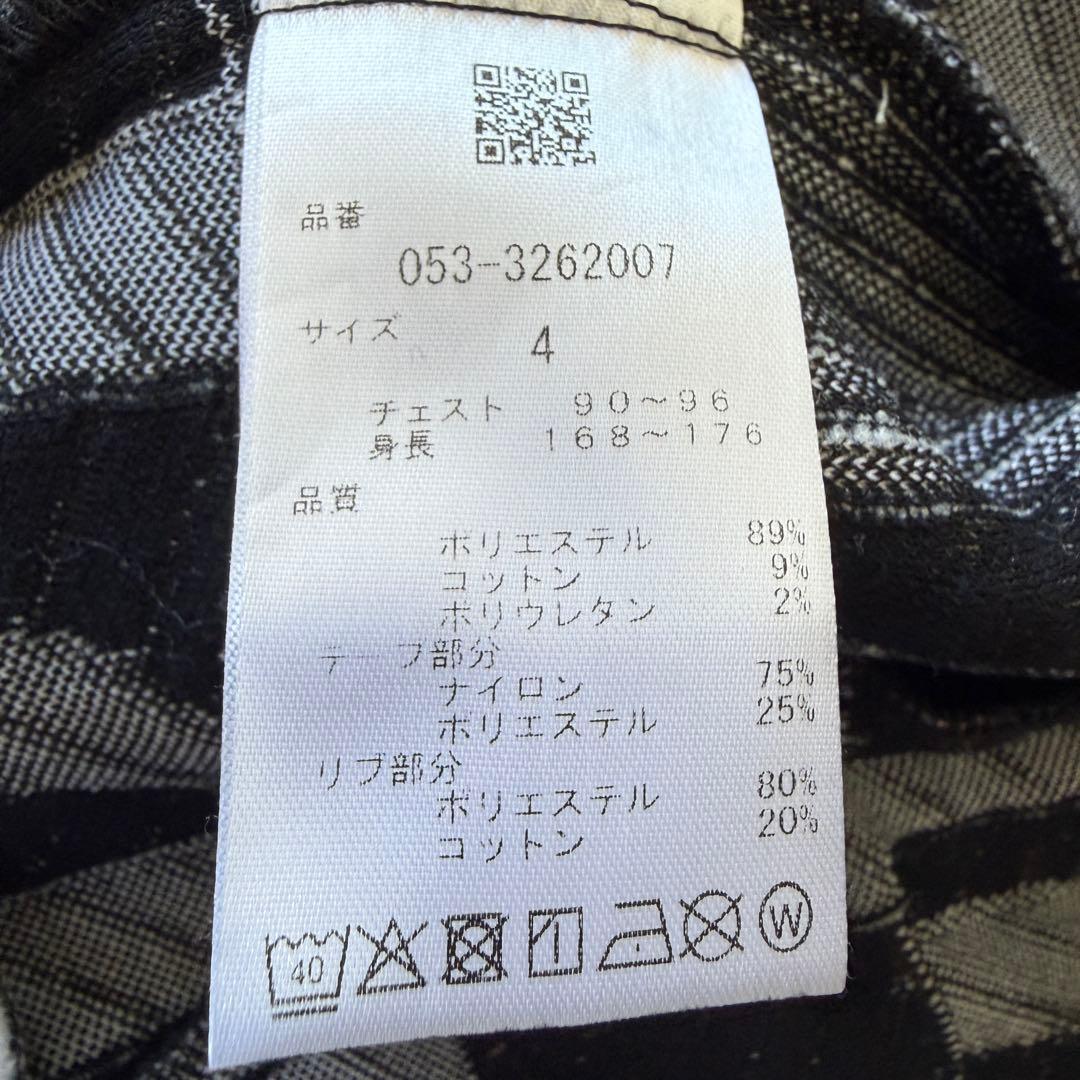 品番
053-3262007
サイズ 4
チェスト 90～96
身長 168～176
品質
ポリエステル 89%
コットン 9%
ポリウレタン 2%
テープ部分
ナイロン 75%
ポリエステル 25%
リブ部分
ポリエステル 80%
コットン 20%
40 W